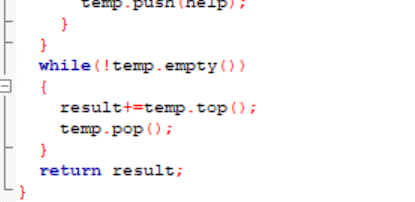 temp.push(help);
}
}
while(!temp.empty())
{
result+=temp.top();
temp.pop();
}
return result;
}